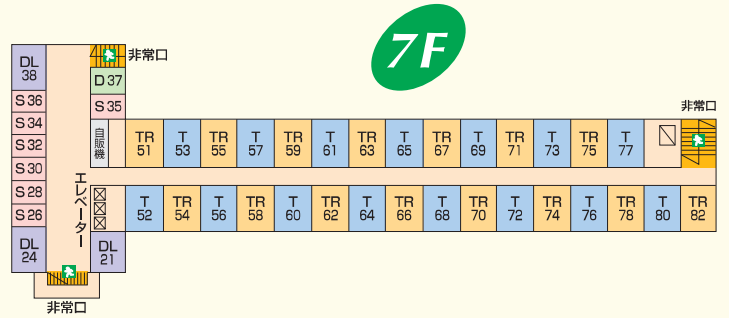 7F
DL
38
非常口
D 37
S 36
S 35
S 34
S 32
S 30
S 28
S 26
DL
24
自販機
エレベーター
DL
21
非常口
非常口
TR
51
T
53
TR
55
T
57
TR
59
T
61
TR
63
T
65
TR
67
T
69
TR
71
T
73
TR
75
T
77
T
52
TR
54
T
56
TR
58
T
60
TR
62
T
64
TR
66
T
68
TR
70
T
72
TR
74
T
76
TR
78
T
80
TR
82